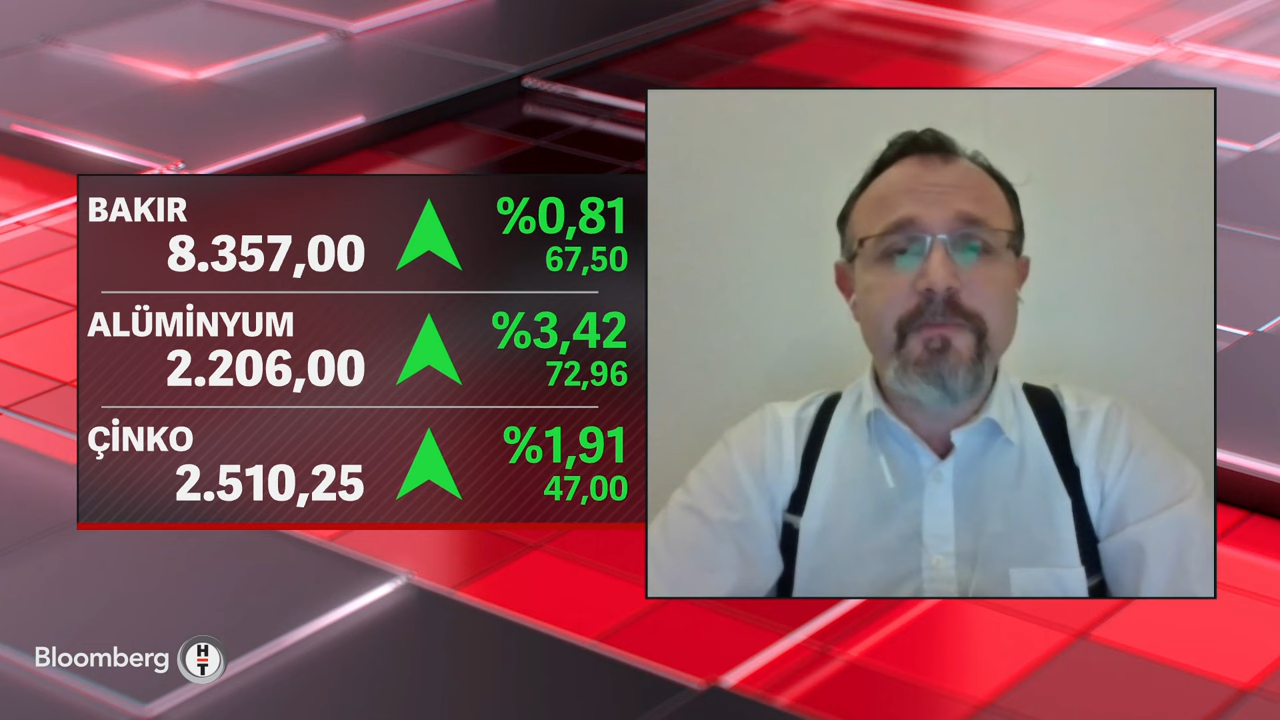 BAKIR
8.357,00
%0,81
67,50
ALÜMİNYUM
2.206,00
%3,42
72,96
ÇİNKO
2.510,25
%1,91
47,00
Bloomberg HT